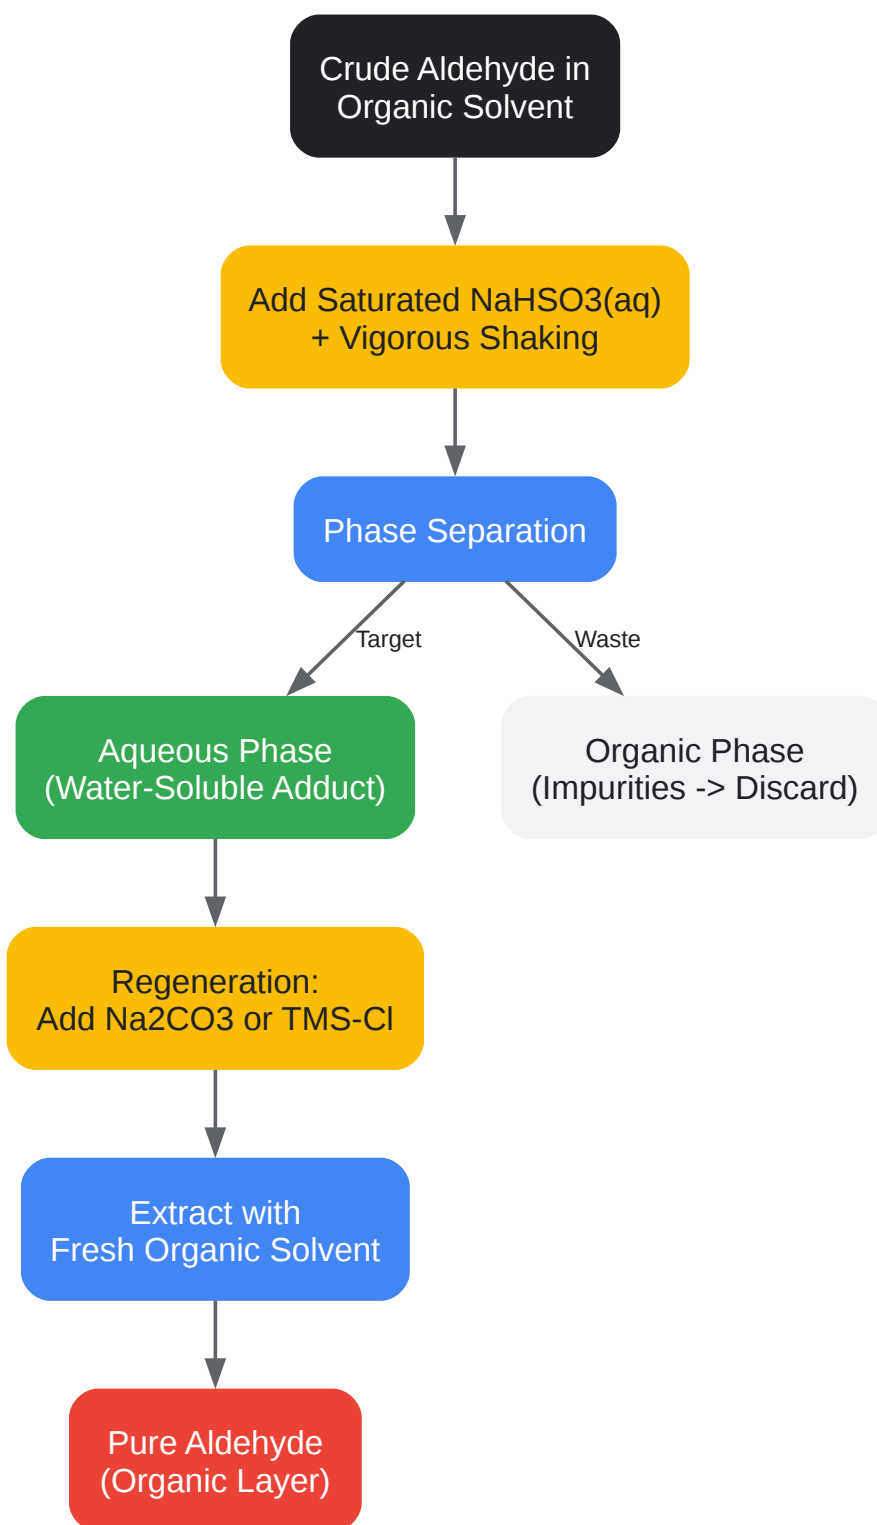 Crude Aldehyde in
Organic Solvent
Add Saturated NaHSO3(aq)
+ Vigorous Shaking
Phase Separation
Target
Waste
Aqueous Phase
(Water-Soluble Adduct)
Organic Phase
(Impurities -> Discard)
Regeneration:
Add Na2CO3 or TMS-Cl
Extract with
Fresh Organic Solvent
Pure Aldehyde
(Organic Layer)